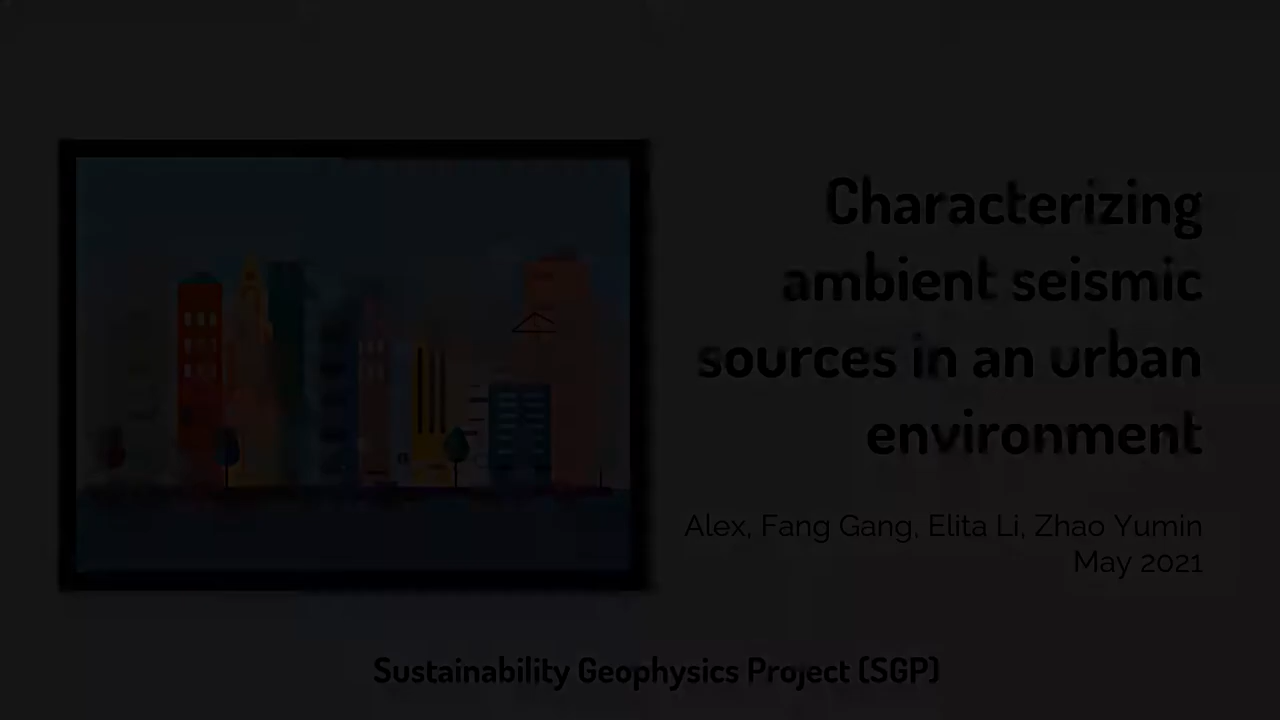 Characterizing
ambient seismic
sources in an urban
environment
Alex, Fang Gang, Elita Li, Zhao Yumin
May 2021
Sustainability Geophysics Project (SGP)